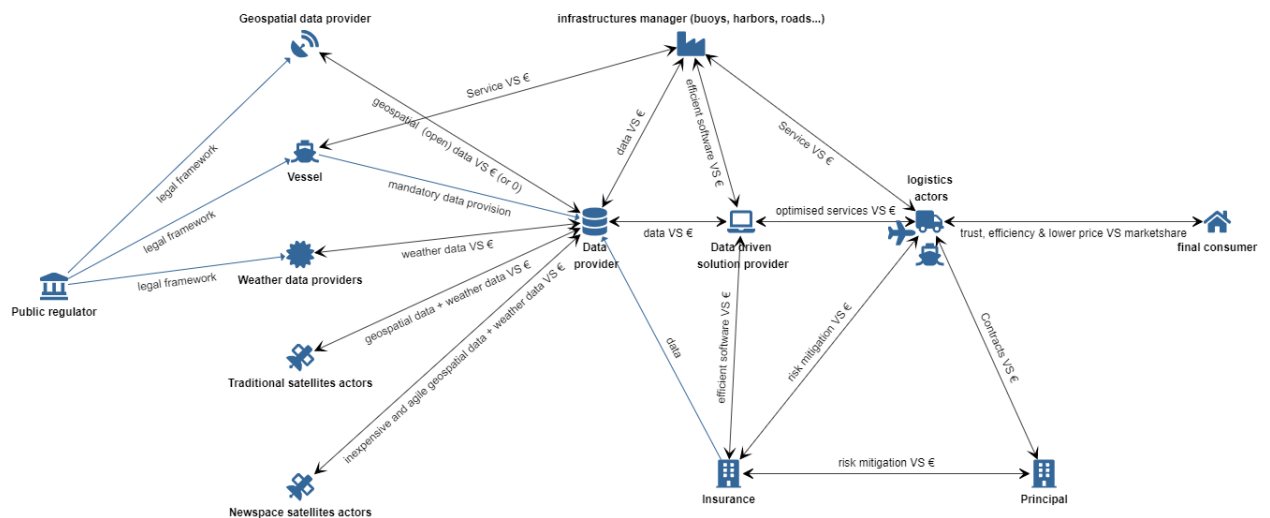 Geospatial data provider
infrastructures manager (buoys, harbors, roads...)
Service VS €
geospatial (open) data VS € (or 0)
data VS €
efficient software VS €
Service VS €
legal framework
Vessel
mandatory data provision
logistics
actors
legal framework
Data
provider
data VS €
Data driven
solution provider
optimised services VS €
trust, efficiency & lower price VS marketshare
final consumer
weather data VS €
Weather data providers
legal framework
Public regulator
geospatial data + weather data VS €
Traditional satellites actors
inexpensive and agile geospatial data + weather data VS €
data
efficient software VS €
risk mitigation VS €
Contracts VS €
risk mitigation VS €
Insurance
Principal
Newspace satellites actors